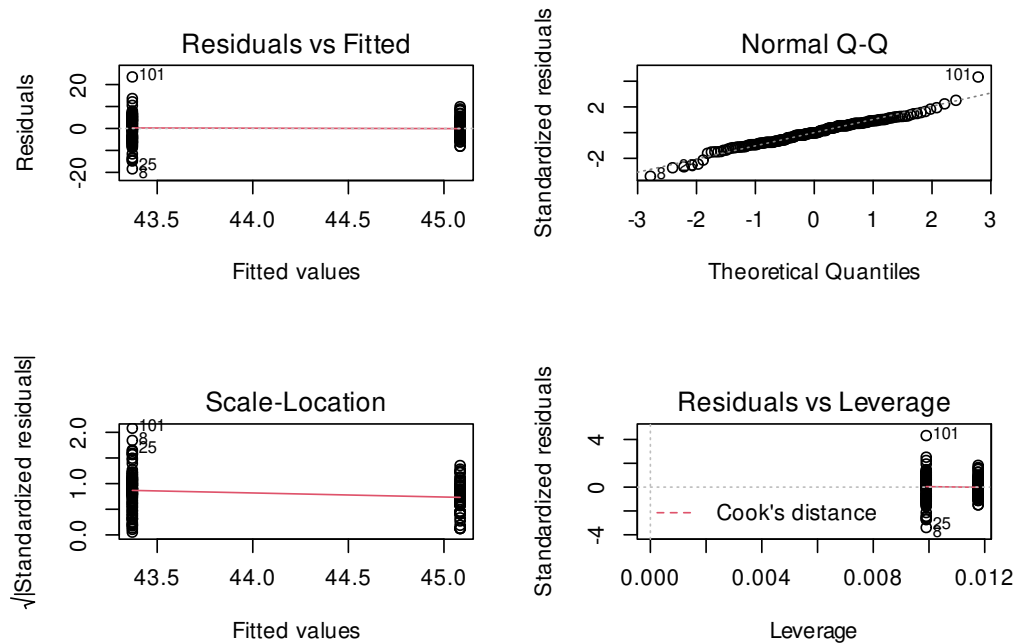 Residuals vs Fitted
Residuals
20
0
-20
101
25
8
43.5 44.0 44.5 45.0
Fitted values
Normal Q-Q
Standardized residuals
2
-2
101
8
-3 -2 -1 0 1 2 3
Theoretical Quantiles
Scale-Location
√|Standardized residuals|
2.0
1.0
0.0
101
8
25
43.5 44.0 44.5 45.0
Fitted values
Residuals vs Leverage
Standardized residuals
4
0
-4
101
25
8
Cook's distance
0.000 0.004 0.008 0.012
Leverage